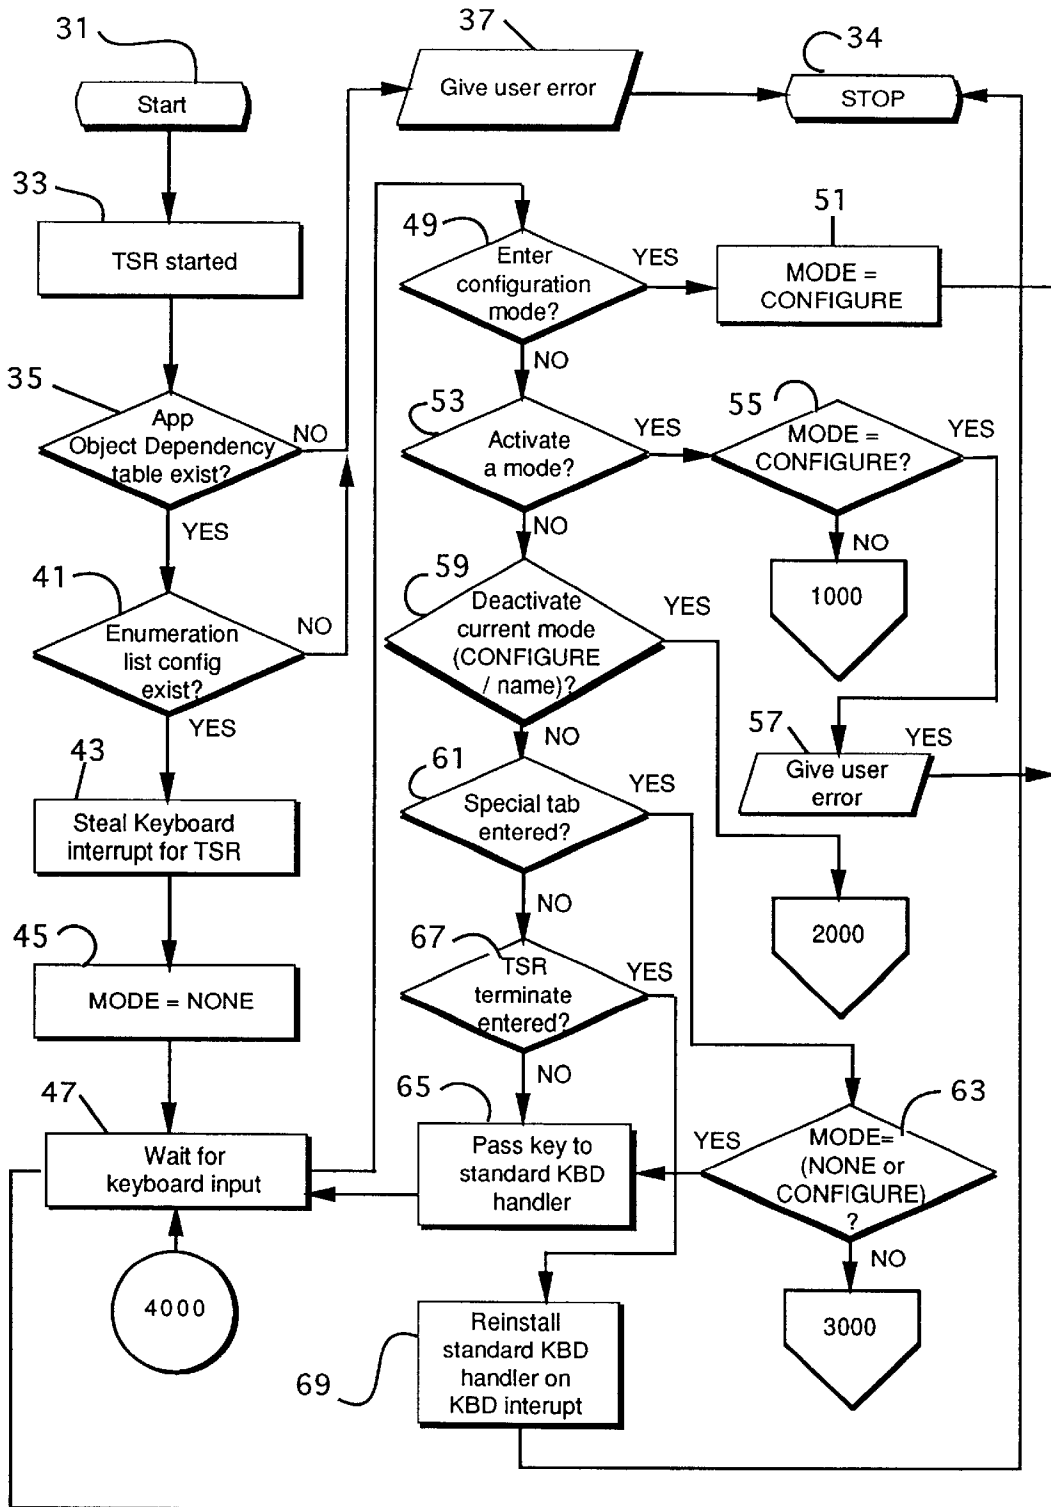 31
Start
33
TSR started
35
App
Object Dependency
table exist?
NO
YES
41
Enumeration
list config
exist?
NO
YES
43
Steal Keyboard
interrupt for TSR
45
MODE = NONE
47
Wait for
keyboard input
4000
37
Give user error
34
STOP
49
Enter
configuration
mode?
YES
NO
51
MODE =
CONFIGURE
53
Activate
a mode?
YES
NO
55
MODE =
CONFIGURE?
YES
NO
1000
57
Give user
error
YES
59
Deactivate
current mode
(CONFIGURE
/ name)?
YES
NO
2000
61
Special tab
entered?
YES
NO
67
TSR
terminate
entered?
YES
NO
65
Pass key to
standard KBD
handler
63
MODE=
(NONE or
CONFIGURE)
?
YES
NO
3000
69
Reinstall
standard KBD
handler on
KBD interupt